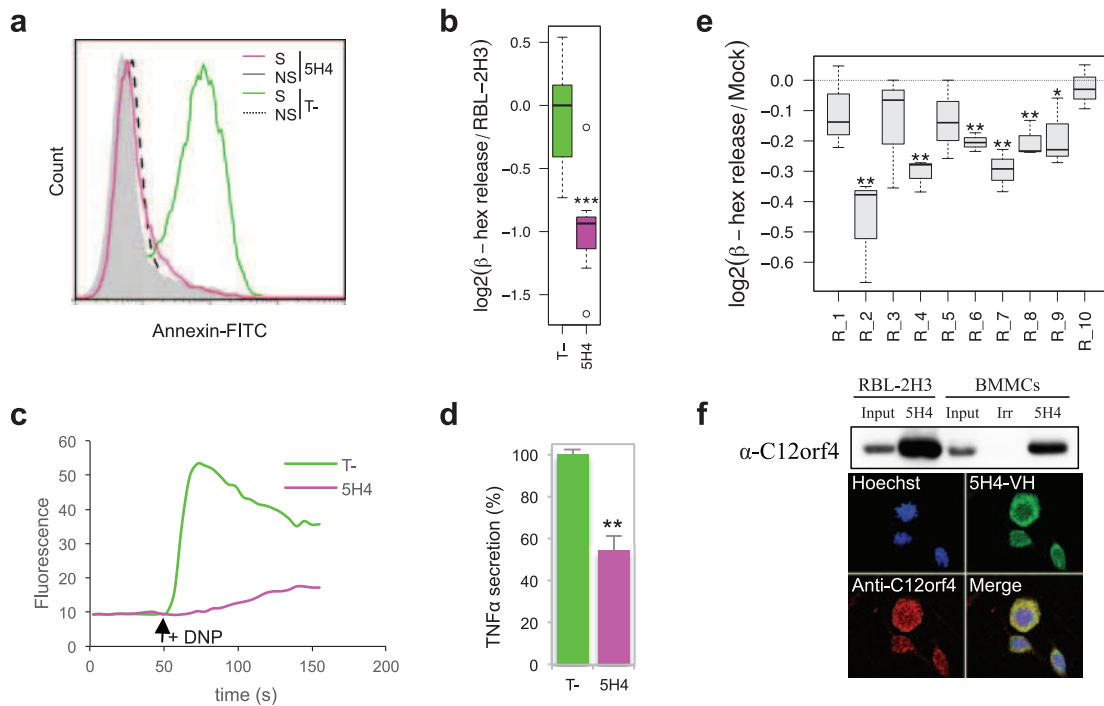 a
S
NS
5H4
S
NS
T-
Count
Annexin-FITC
b
log2(β – hex release / RBL–2H3)
0.5
0.0
−0.5
−1.0
−1.5
***
T-
5H4
e
log2(β – hex release / Mock)
0.0
−0.1
−0.2
−0.3
−0.4
−0.5
−0.6
**
**
**
**
**
*
R_1
R_2
R_3
R_4
R_5
R_6
R_7
R_8
R_9
R_10
c
Fluorescence
60
50
40
30
20
10
0
T-
5H4
+ DNP
0 50 100 150 200
time (s)
d
TNFα secretion (%)
100
80
60
40
20
0
**
T- 5H4
f
RBL-2H3 BMMCs
Input 5H4 Input Irr 5H4
α-C12orf4
Hoechst 5H4-VH
Anti-C12orf4 Merge